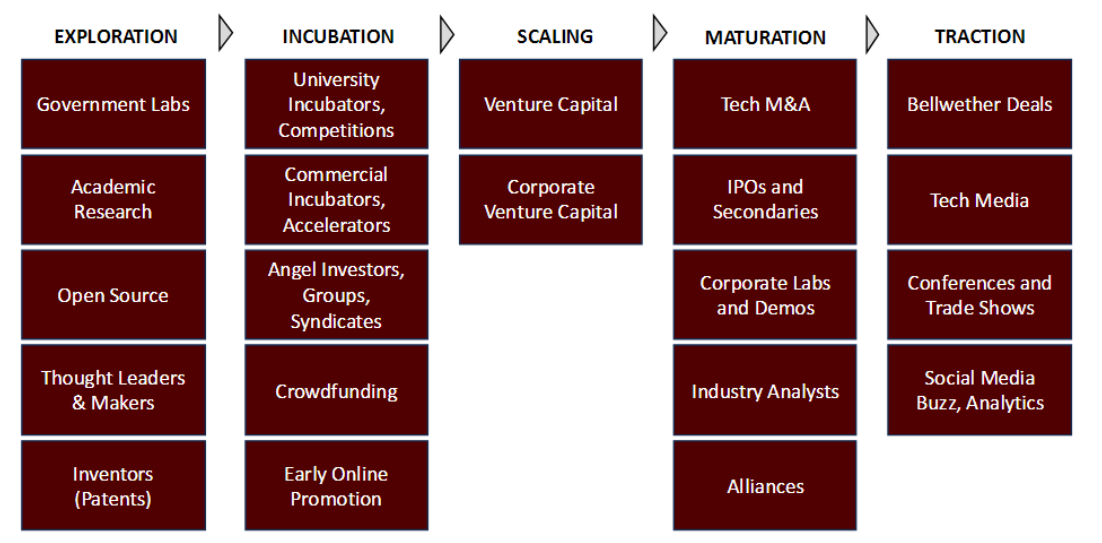 EXPLORATION
Government Labs
Academic
Research
Open Source
Thought Leaders
& Makers
Inventors
(Patents)
INCUBATION
University
Incubators,
Competitions
Commercial
Incubators,
Accelerators
Angel Investors,
Groups,
Syndicates
Crowdfunding
Early Online
Promotion
SCALING
Venture Capital
Corporate
Venture Capital
MATURATION
Tech M&A
IPOs and
Secondaries
Corporate Labs
and Demos
Industry Analysts
Alliances
TRACTION
Bellwether Deals
Tech Media
Conferences and
Trade Shows
Social Media
Buzz, Analytics